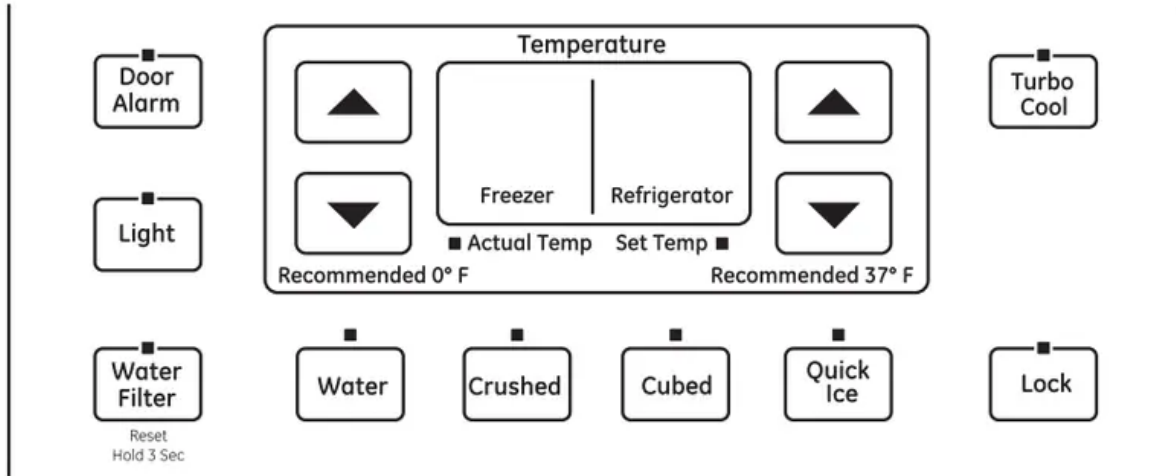 Temperature
Door
Alarm
Turbo
Cool
Freezer
Refrigerator
Light
Actual Temp
Set Temp
Recommended 0° F
Recommended 37° F
Water
Filter
Reset
Hold 3 Sec
Water
Crushed
Cubed
Quick
Ice
Lock